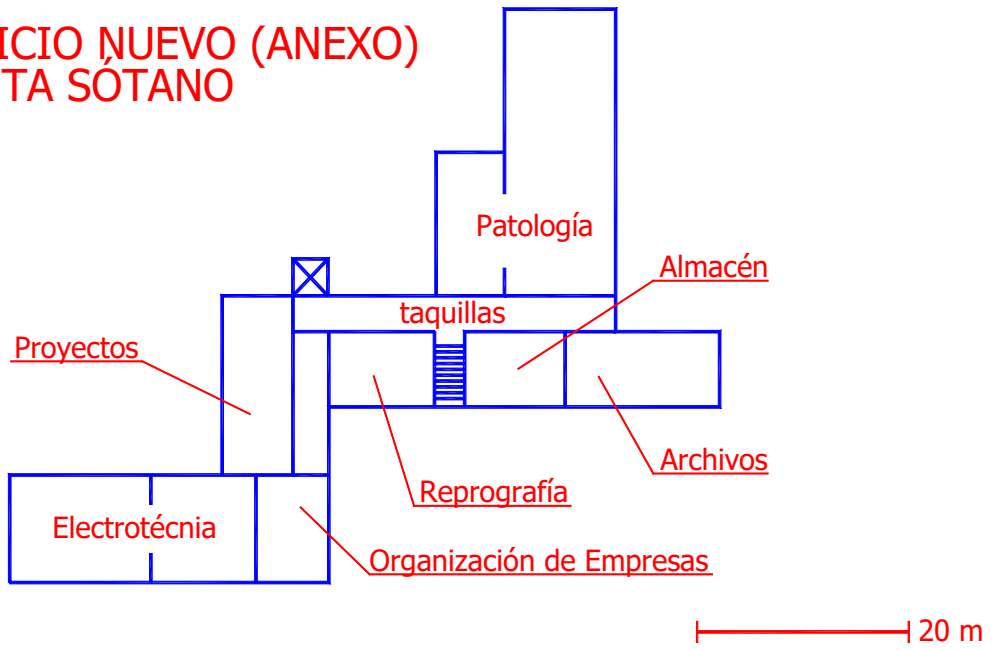 ICIO NUEVO (ANEXO)
TA SÓTANO
Patología
Almacén
taquillas
Proyectos
Archivos
Reprografía
Electrotécnia
Organización de Empresas
20 m